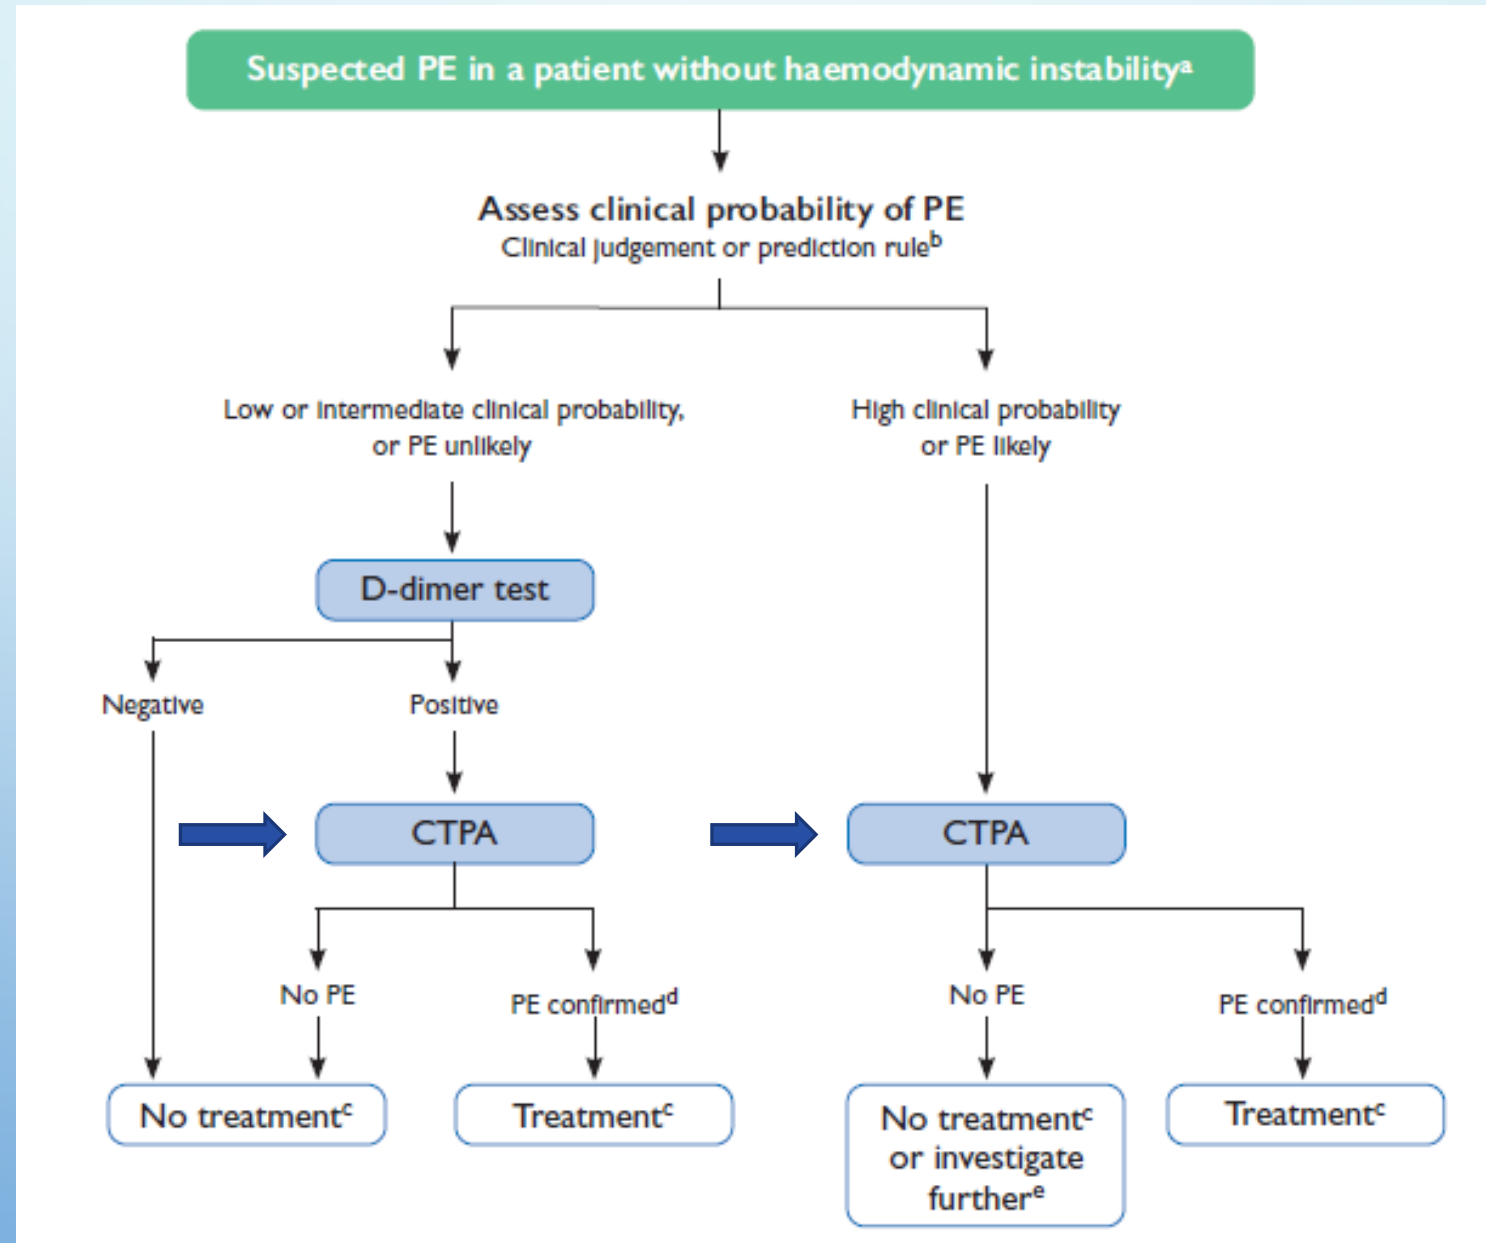 Suspected PE in a patient without haemodynamic instabilityᵃ
Assess clinical probability of PE
Clinical judgement or prediction ruleᵇ
Low or intermediate clinical probability,
or PE unlikely
High clinical probability
or PE likely
D-dimer test
Negative
Positive
CTPA
CTPA
No PE
PE confirmedᵈ
No PE
PE confirmedᵈ
No treatmentᶜ
Treatmentᶜ
No treatmentᶜ
or investigate
furtherᵉ
Treatmentᶜ